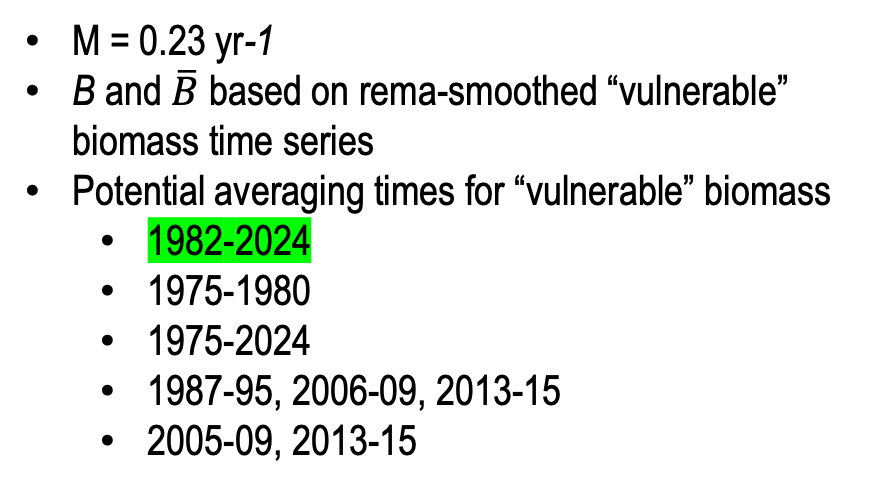 • M = 0.23 yr-1
• B and B̅ based on rema-smoothed “vulnerable”
biomass time series
• Potential averaging times for “vulnerable” biomass
• 1982-2024
• 1975-1980
• 1975-2024
• 1987-95, 2006-09, 2013-15
• 2005-09, 2013-15